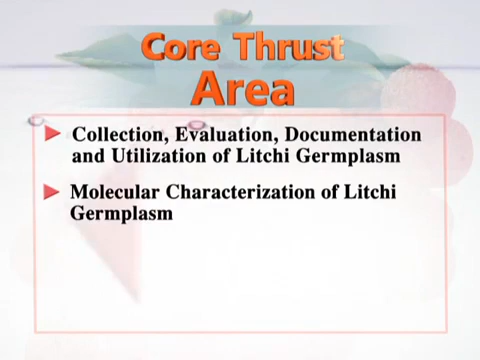 Core Thrust
Area
Collection, Evaluation, Documentation
and Utilization of Litchi Germplasm
Molecular Characterization of Litchi
Germplasm